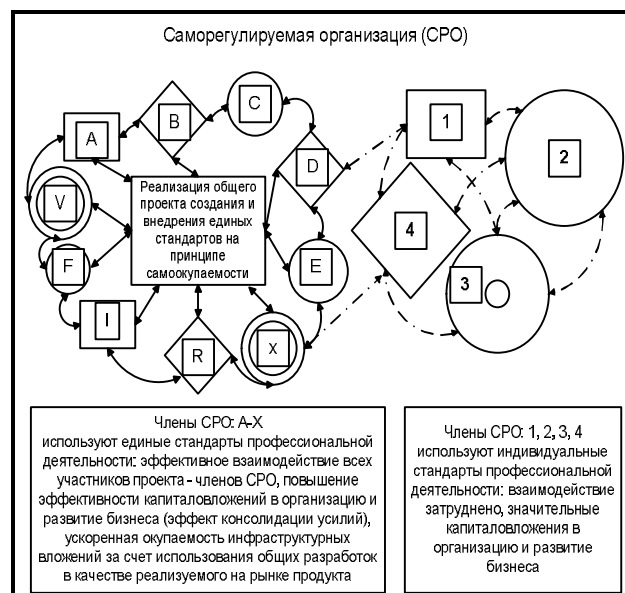 Саморегулируемая организация (СРО)
A
B
C
D
E
X
R
I
F
V
Реализация общего
проекта создания и
внедрения единых
стандартов на
принципе
самоокупаемости
1
2
3
4
Члены СРО: A-X
используют единые стандарты профессиональной
деятельности: эффективное взаимодействие всех
участников проекта - членов СРО, повышение
эффективности капиталовложений в организацию и
развитие бизнеса (эффект консолидации усилий),
ускоренная окупаемость инфраструктурных
вложений за счет использования общих разработок
в качестве реализуемого на рынке продукта
Члены СРО: 1, 2, 3, 4
используют индивидуальные
стандарты профессиональной
деятельности: взаимодействие
затруднено, значительные
капиталовложения в
организацию и развитие
бизнеса